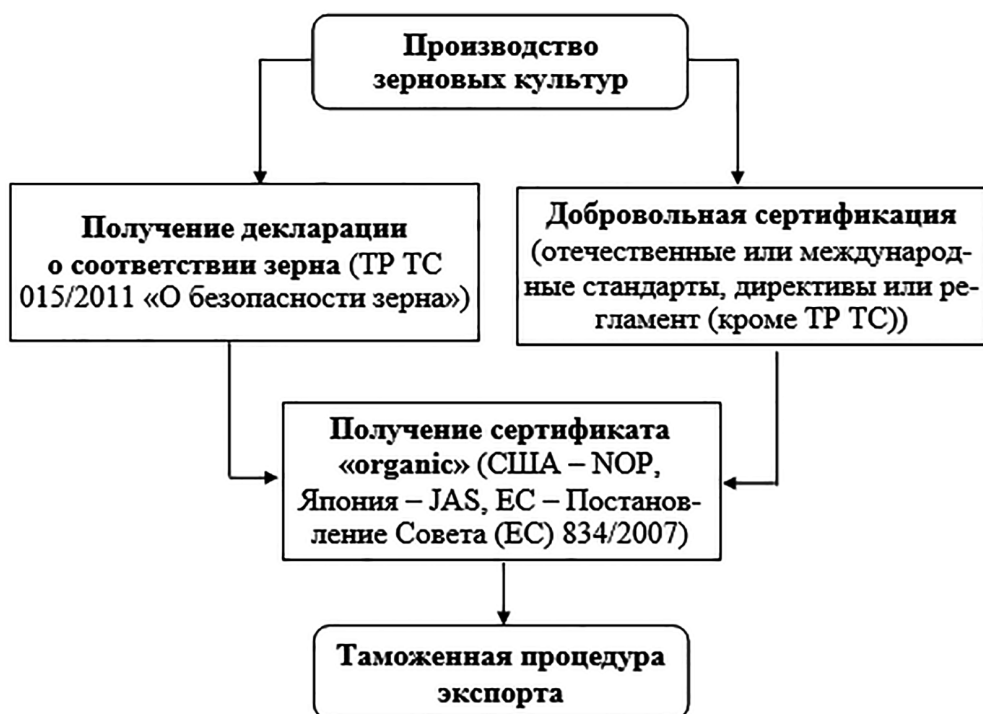 Производство
зерновых культур
Получение декларации
о соответствии зерна (ТР ТС
015/2011 «О безопасности зерна»)
Добровольная сертификация
(отечественные или международ-
ные стандарты, директивы или ре-
гламент (кроме ТР ТС))
Получение сертификата
«organic» (США – NOP,
Япония – JAS, ЕС – Постанов-
ление Совета (ЕС) 834/2007)
Таможенная процедура
экспорта